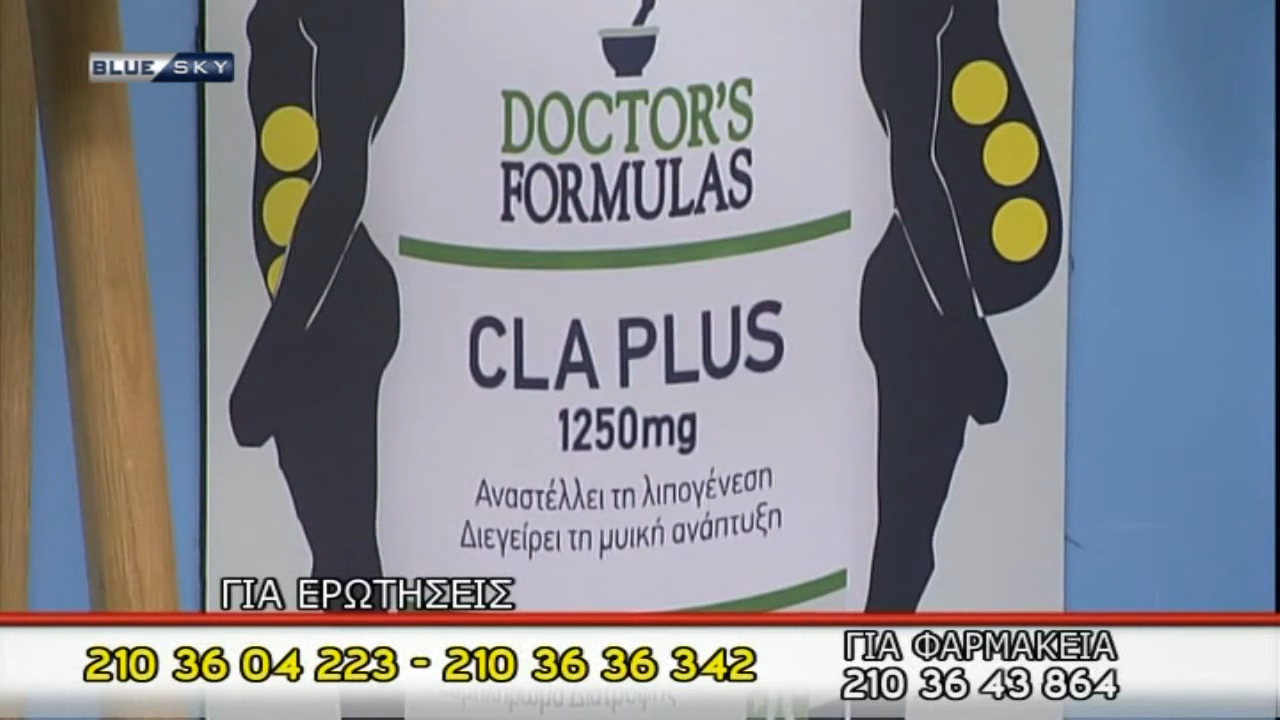 BLUE SKY
DOCTOR'S
FORMULAS
CLA PLUS
1250mg
Αναστέλλει τη λιπογένεση
Διεγείρει τη μυική ανάπτυξη
ΓΙΑ ΕΡΩΤΗΣΕΙΣ
210 36 04 223 - 210 36 36 342
ΓΙΑ ΦΑΡΜΑΚΕΙΑ
210 36 43 864